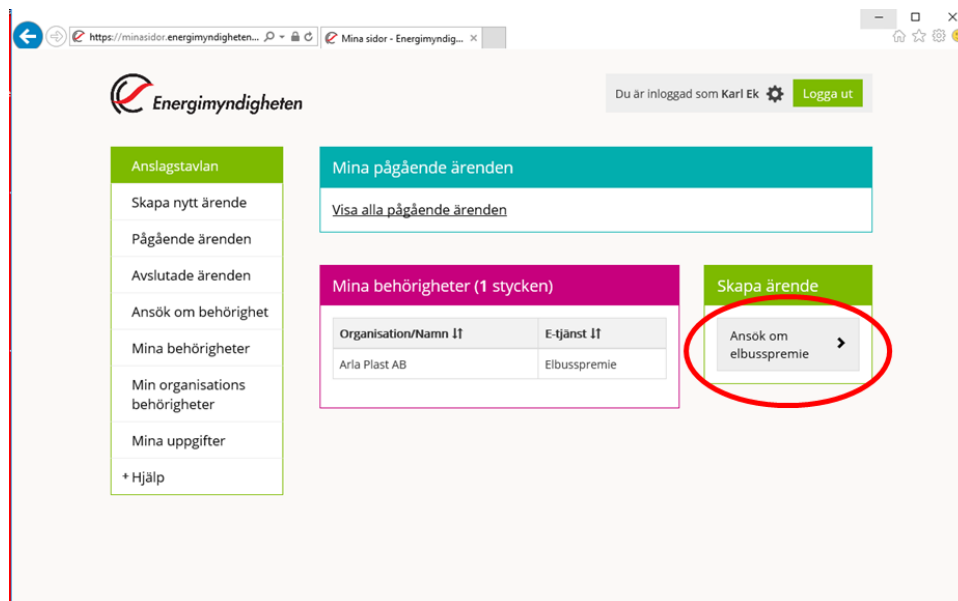 https://minasidor.energimyndigheten...
Mina sidor - Energimyndig...
Energimyndigheten
Du är inloggad som Karl Ek
Logga ut
Anslagstavlan
Skapa nytt ärende
Pågående ärenden
Avslutade ärenden
Ansök om behörighet
Mina behörigheter
Min organisations
behörigheter
Mina uppgifter
+ Hjälp
Mina pågående ärenden
Visa alla pågående ärenden
Mina behörigheter (1 stycken)
Organisation/Namn E-tjänst
Arla Plast AB Elbusspremie
Skapa ärende
Ansök om
elbusspremie